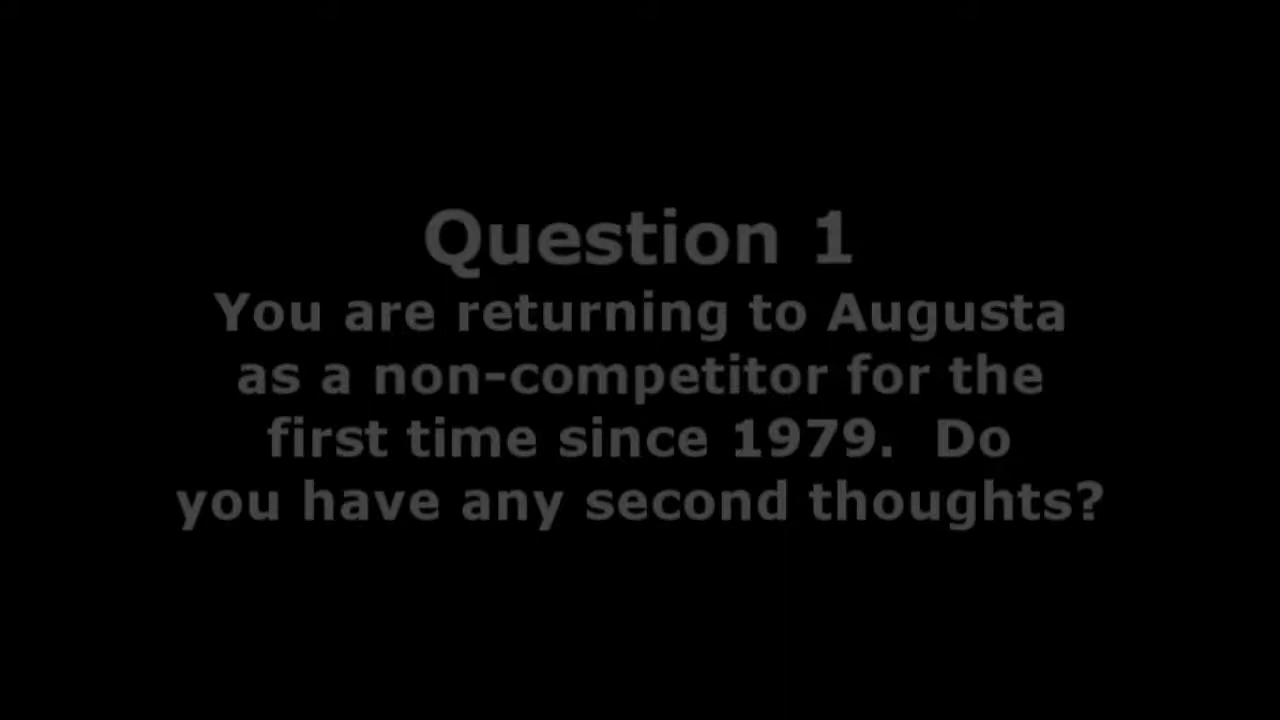 Question 1
You are returning to Augusta
as a non-competitor for the
first time since 1979.  Do
you have any second thoughts?